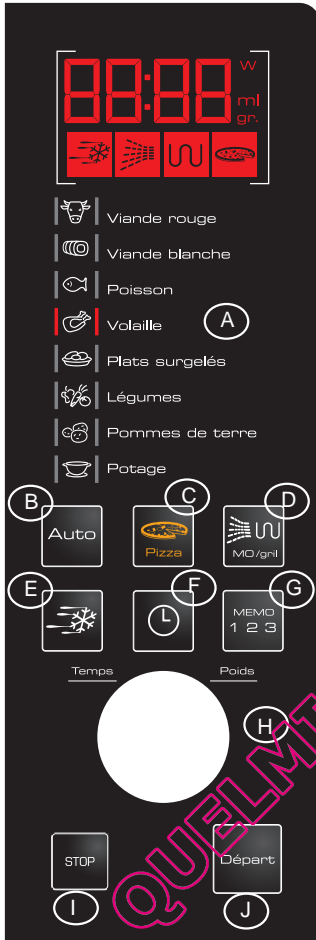 88:88 W
ml
gr.
Viande rouge
Viande blanche
Poisson
Volaille A
Plats surgelés
Légumes
Pommes de terre
Potage
B C D
Auto Pizza MO/gril
E F G
MEMO
1 2 3
Temps Poids
H
STOP Départ
I J
QUELMT